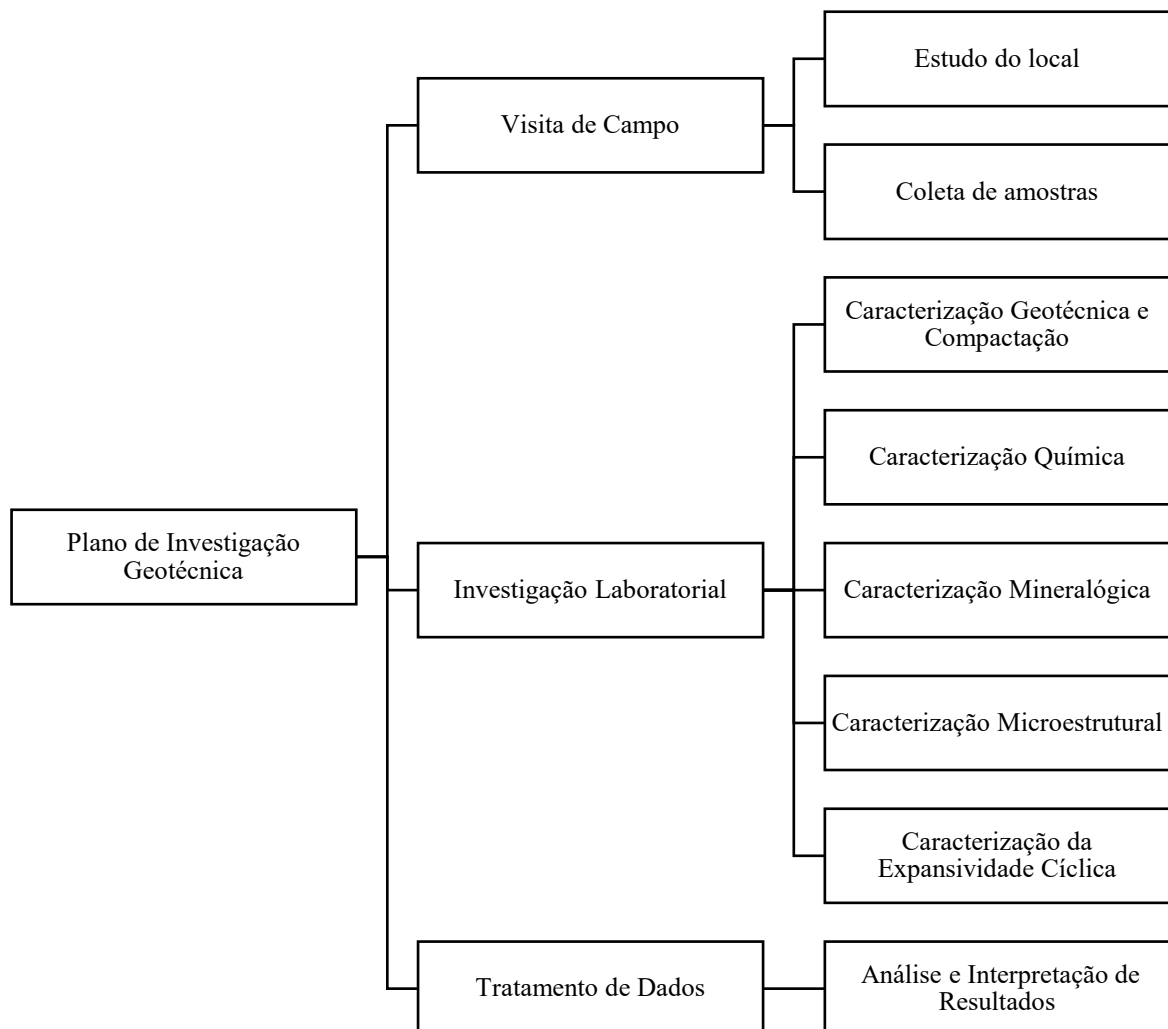 Estudo do local
Visita de Campo
Coleta de amostras
Caracterização Geotécnica e
Compactação
Caracterização Química
Plano de Investigação
Geotécnica
Investigação Laboratorial
Caracterização Mineralógica
Caracterização Microestrutural
Caracterização da
Expansividade Cíclica
Tratamento de Dados
Análise e Interpretação de
Resultados